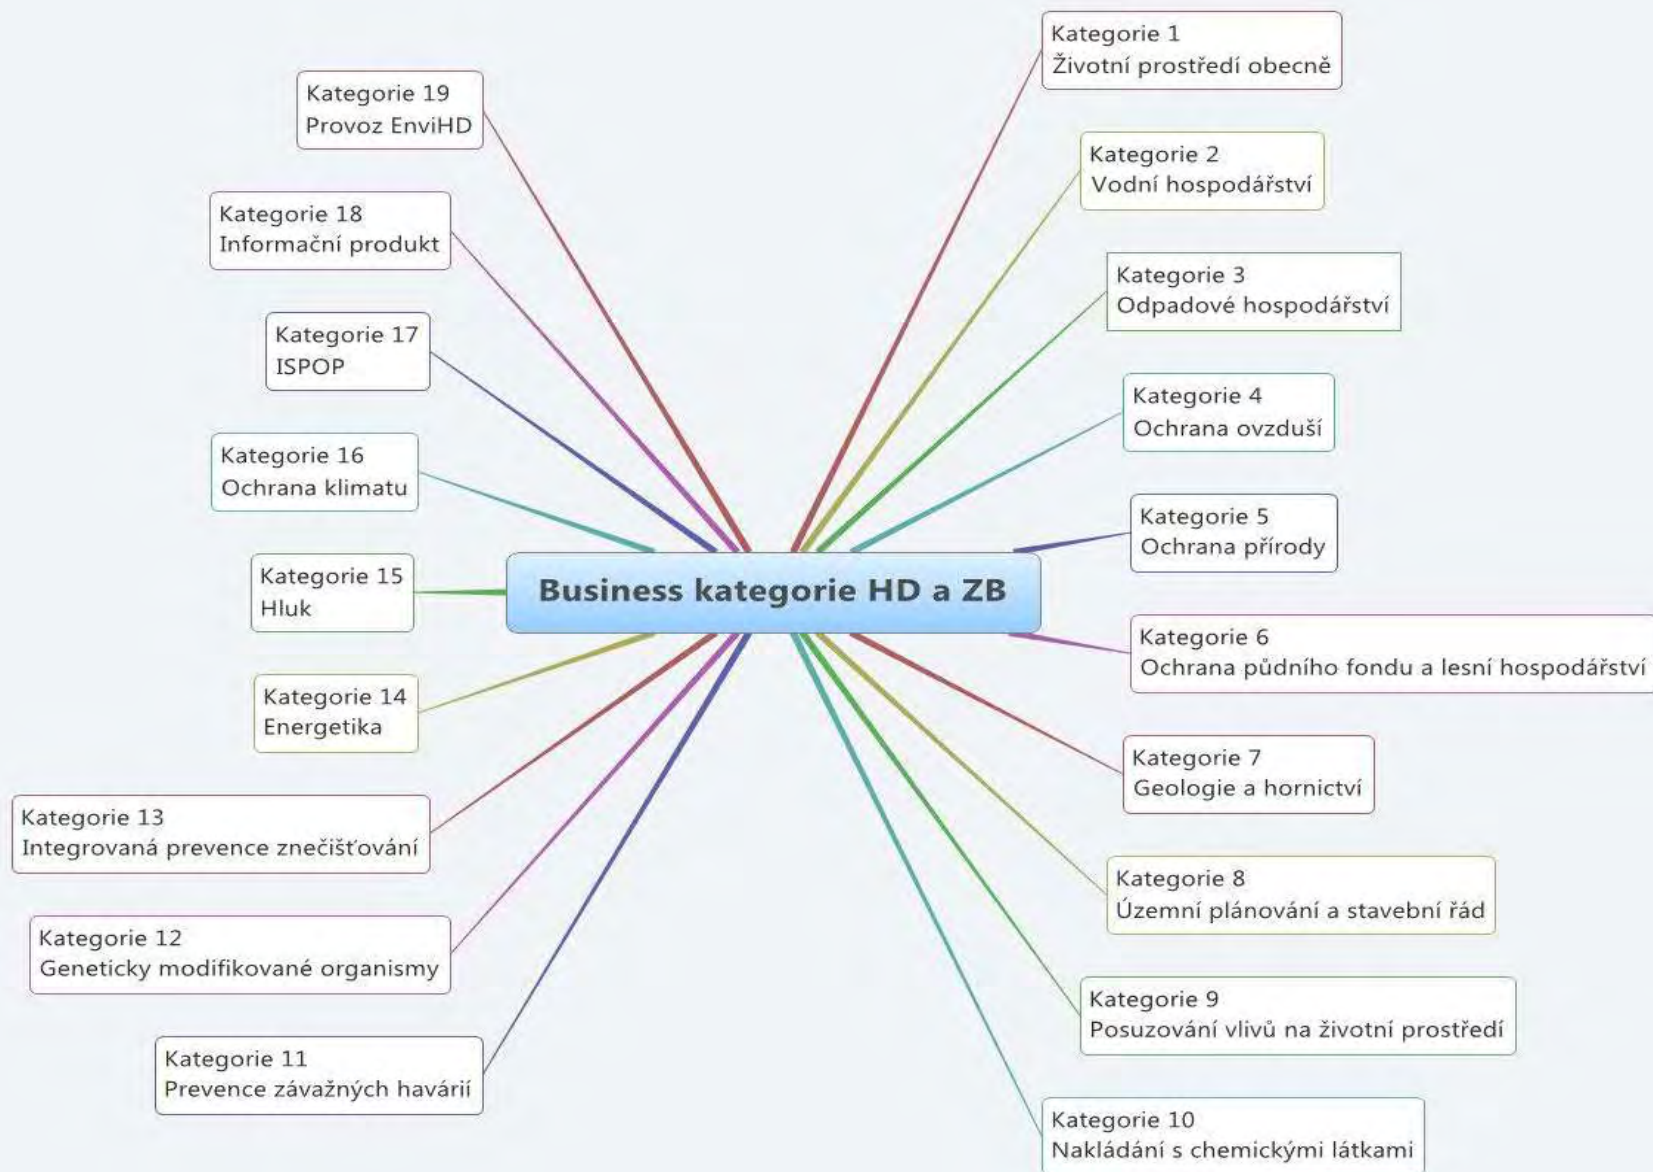 Kategorie 1
Životní prostředí obecně
Kategorie 2
Vodní hospodářství
Kategorie 3
Odpadové hospodářství
Kategorie 4
Ochrana ovzduší
Kategorie 5
Ochrana přírody
Kategorie 6
Ochrana půdního fondu a lesní hospodářství
Kategorie 7
Geologie a hornictví
Kategorie 8
Územní plánování a stavební řád
Kategorie 9
Posuzování vlivů na životní prostředí
Kategorie 10
Nakládání s chemickými látkami
Business kategorie HD a ZB
Kategorie 19
Provoz EnviHD
Kategorie 18
Informační produkt
Kategorie 17
ISPOP
Kategorie 16
Ochrana klimatu
Kategorie 15
Hluk
Kategorie 14
Energetika
Kategorie 13
Integrovaná prevence znečišťování
Kategorie 12
Geneticky modifikované organismy
Kategorie 11
Prevence závažných havárií